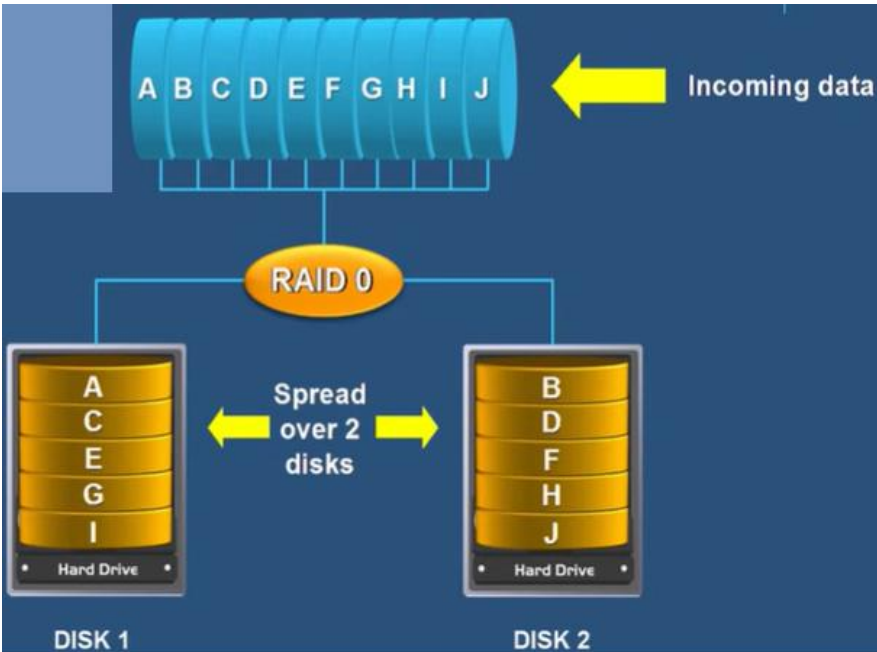 A B C D E F G H I J
Incoming data
RAID 0
A
C
E
G
I
Hard Drive
DISK 1
Spread
over 2
disks
B
D
F
H
J
Hard Drive
DISK 2